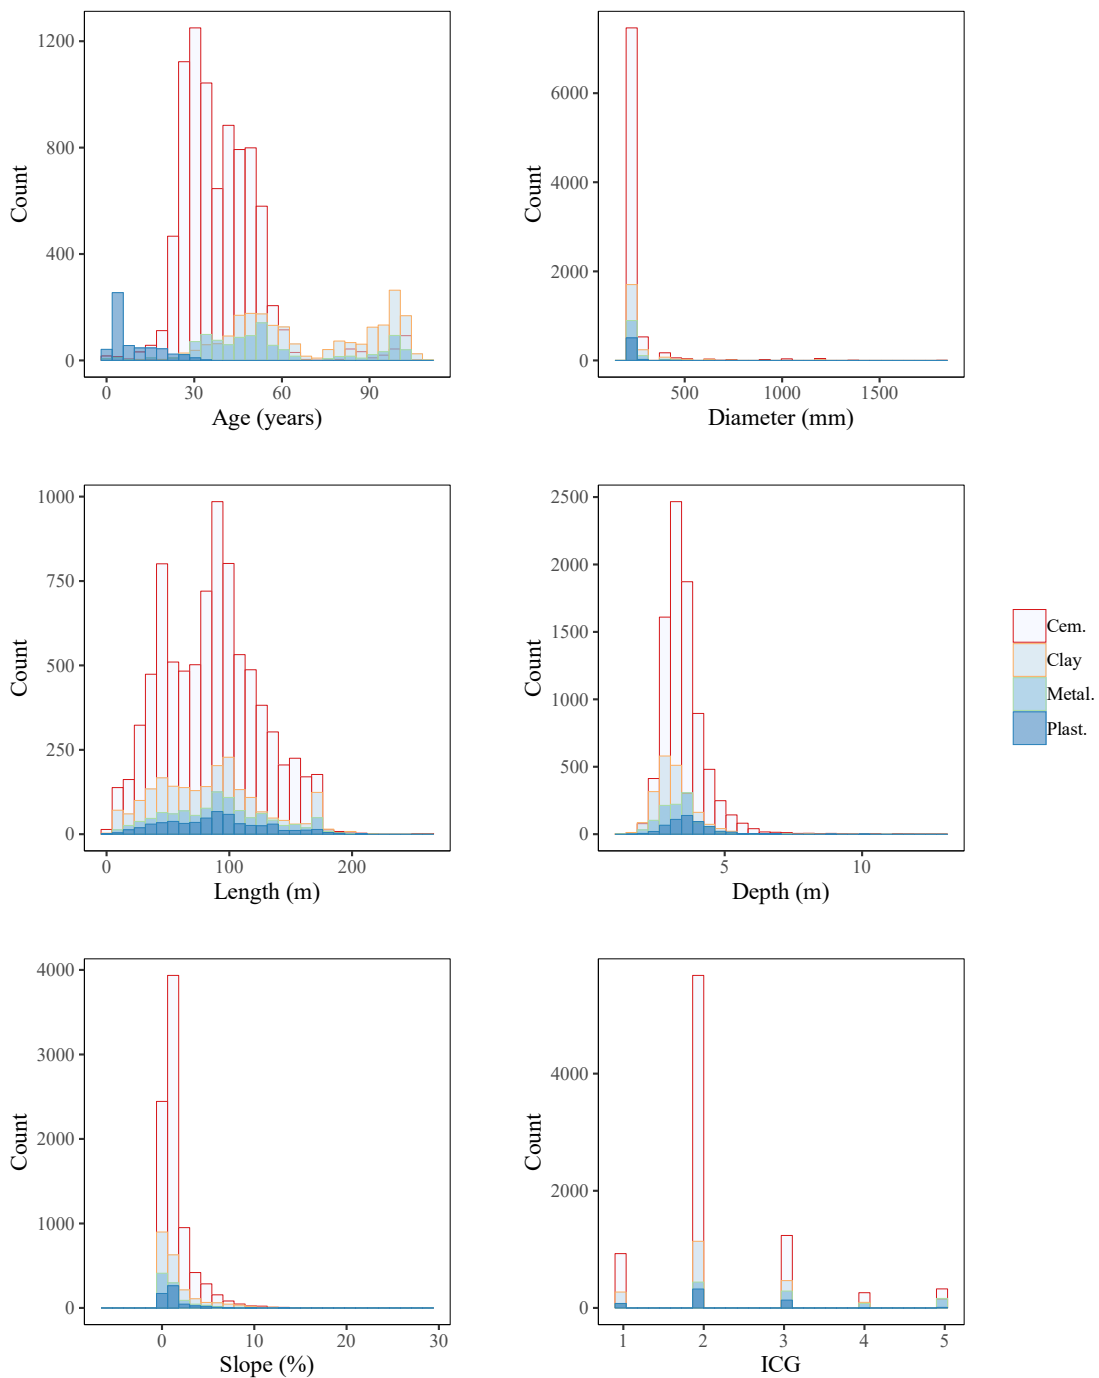 1200
800
400
0
Count
0 30 60 90
Age (years)
6000
4000
2000
0
Count
500 1000 1500
Diameter (mm)
1000
750
500
250
0
Count
0 100 200
Length (m)
2500
2000
1500
1000
500
0
Count
5 10
Depth (m)
Cem.
Clay
Metal.
Plast.
4000
3000
2000
1000
0
Count
0 10 20 30
Slope (%)
4000
2000
0
Count
1 2 3 4 5
ICG